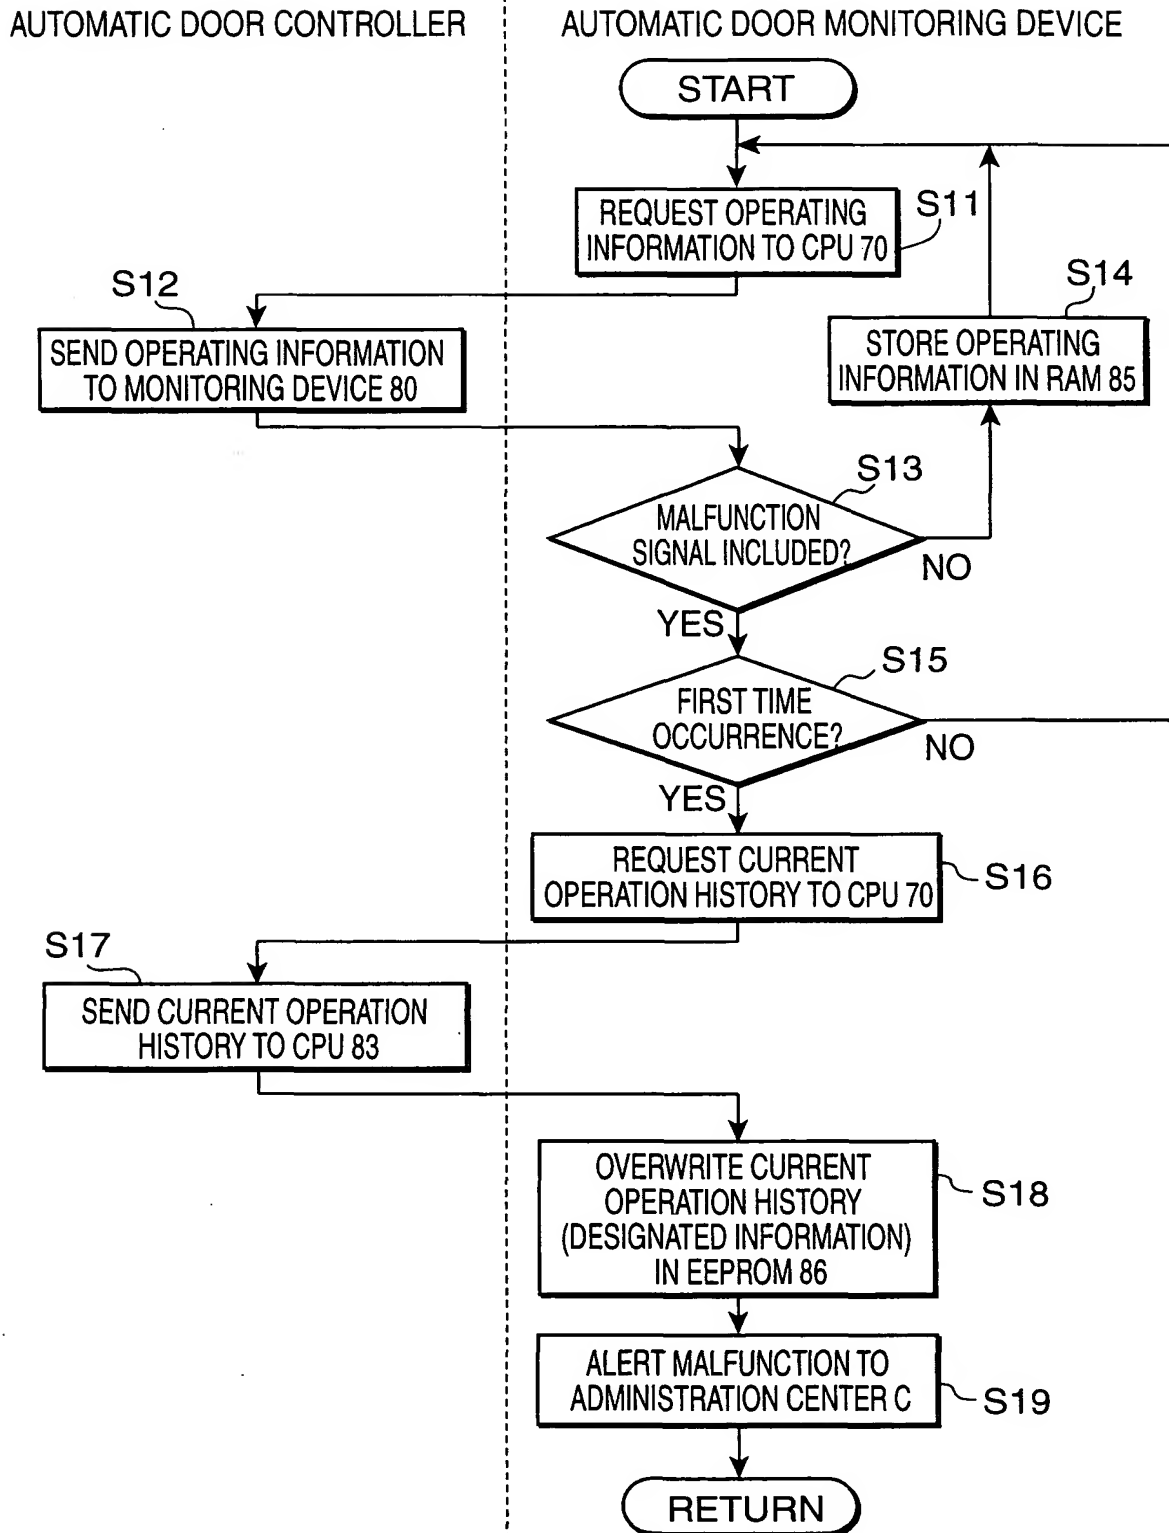 AUTOMATIC DOOR CONTROLLER
AUTOMATIC DOOR MONITORING DEVICE
START
REQUEST OPERATING
INFORMATION TO CPU 70
S11
S12
SEND OPERATING INFORMATION
TO MONITORING DEVICE 80
S14
STORE OPERATING
INFORMATION IN RAM 85
S13
MALFUNCTION
SIGNAL INCLUDED?
NO
YES
S15
FIRST TIME
OCCURRENCE?
NO
YES
REQUEST CURRENT
OPERATION HISTORY TO CPU 70
S16
S17
SEND CURRENT OPERATION
HISTORY TO CPU 83
OVERWRITE CURRENT
OPERATION HISTORY
(DESIGNATED INFORMATION)
IN EEPROM 86
S18
ALERT MALFUNCTION TO
ADMINISTRATION CENTER C
S19
RETURN